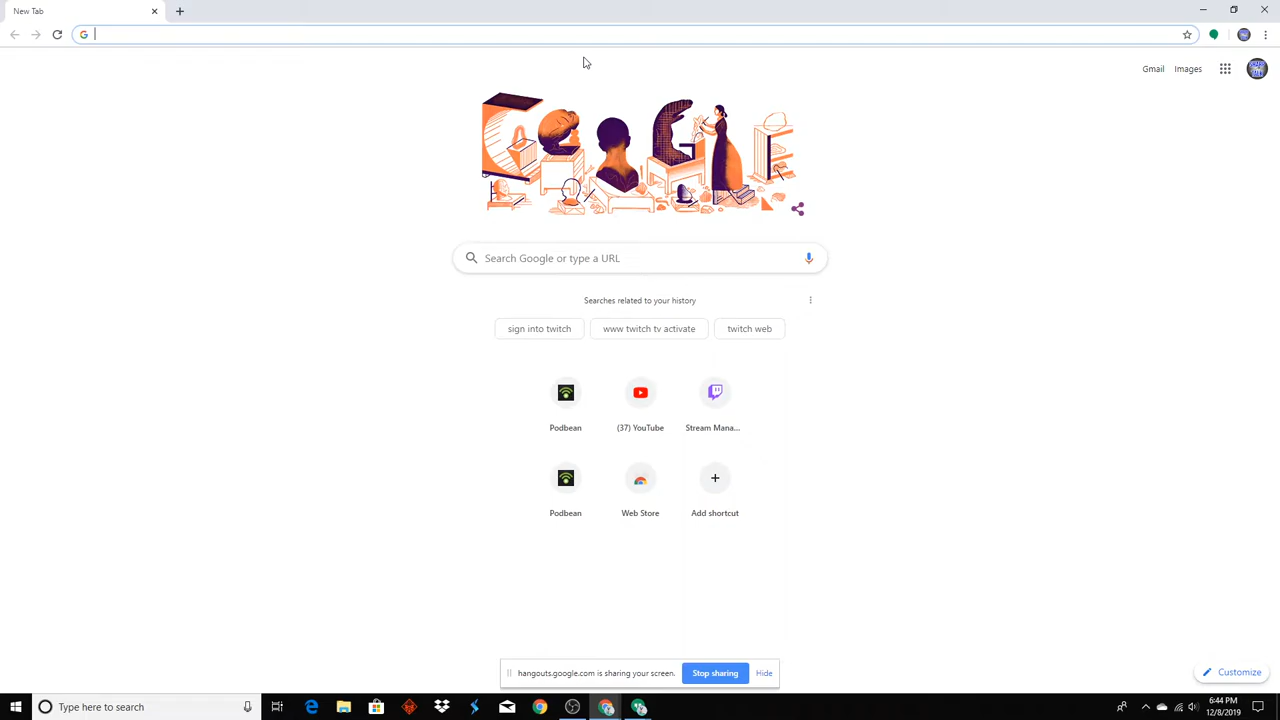 New Tab
Gmail Images
Search Google or type a URL
Searches related to your history
sign into twitch
www twitch tv activate
twitch web
Podbean
(37) YouTube
Stream Mana...
Podbean
Web Store
Add shortcut
hangouts.google.com is sharing your screen.
Stop sharing
Hide
Customize
Type here to search
6:44 PM
12/8/2019